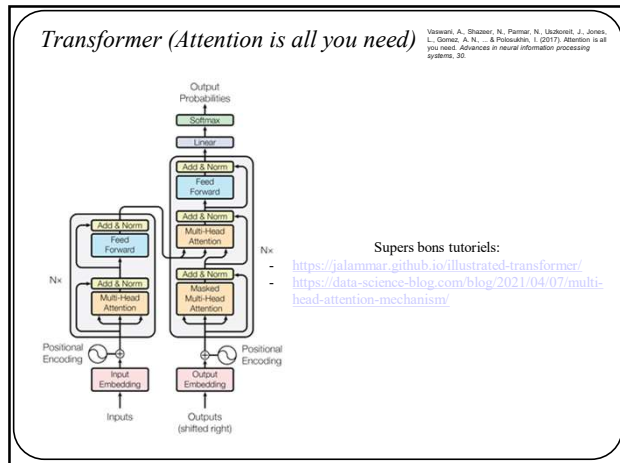 Transformer (Attention is all you need)
Vaswani, A., Shazeer, N., Parmar, N., Uszkoreit, J., Jones,
L., Gomez, A. N., ... & Polosukhin, I. (2017). Attention is all
you need. Advances in neural information processing
systems, 30.
Output
Probabilities
Softmax
Linear
Add & Norm
Feed
Forward
Add & Norm
Multi-Head
Attention
Nx
Add & Norm
Masked
Multi-Head
Attention
Add & Norm
Feed
Forward
Nx
Add & Norm
Multi-Head
Attention
Positional
Encoding
Positional
Encoding
Input
Embedding
Output
Embedding
Inputs
Outputs
(shifted right)
Supers bons tutoriels:
- https://jalammar.github.io/illustrated-transformer/
- https://data-science-blog.com/blog/2021/04/07/multi-
head-attention-mechanism/